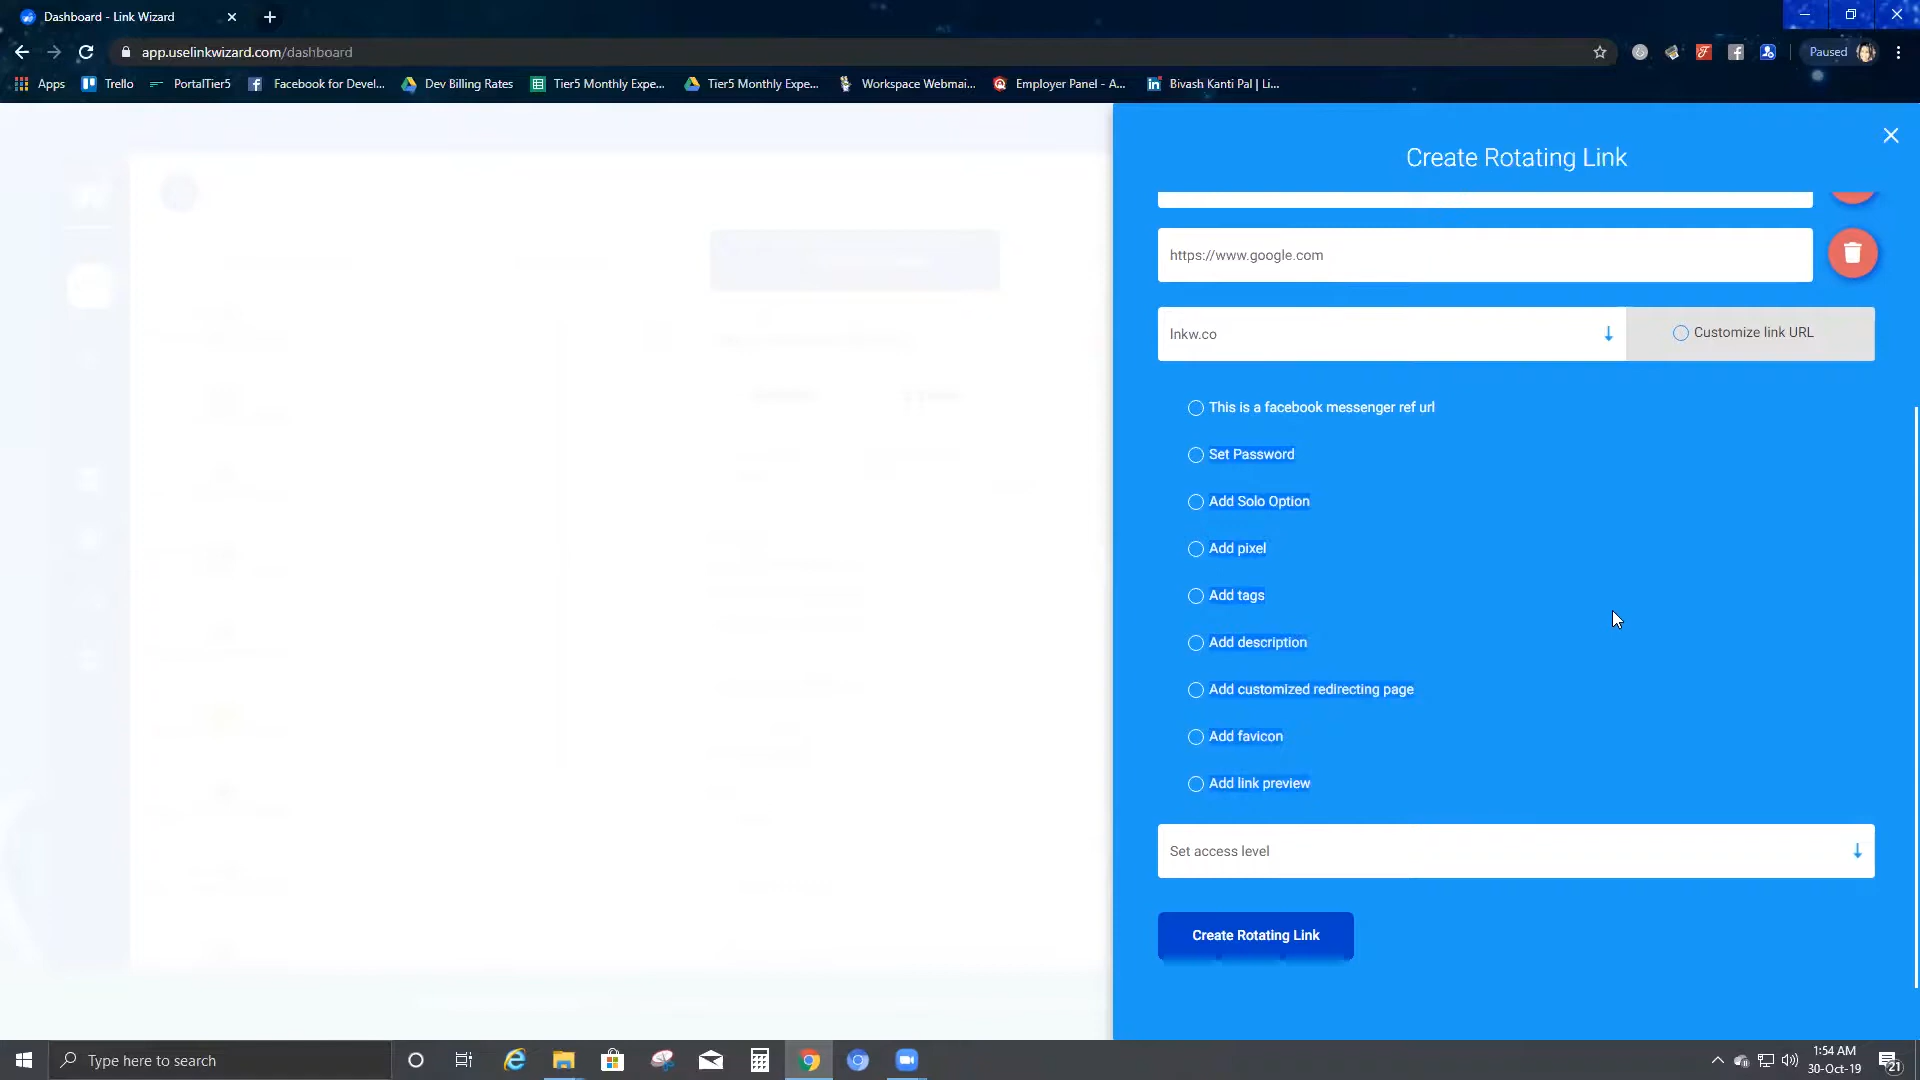 Dashboard - Link Wizard
app.uselinkwizard.com/dashboard
Paused
Apps
Trello
PortalTier5
Facebook for Devel...
Dev Billing Rates
Tier5 Monthly Expe...
Tier5 Monthly Expe...
Workspace Webmai...
Employer Panel - A...
Bivash Kanti Pal | Li...
Create Rotating Link
https://www.google.com
lnkw.co
Customize link URL
This is a facebook messenger ref url
Set Password
Add Solo Option
Add pixel
Add tags
Add description
Add customized redirecting page
Add favicon
Add link preview
Set access level
Create Rotating Link
Type here to search
1:54 AM
30-Oct-19
21